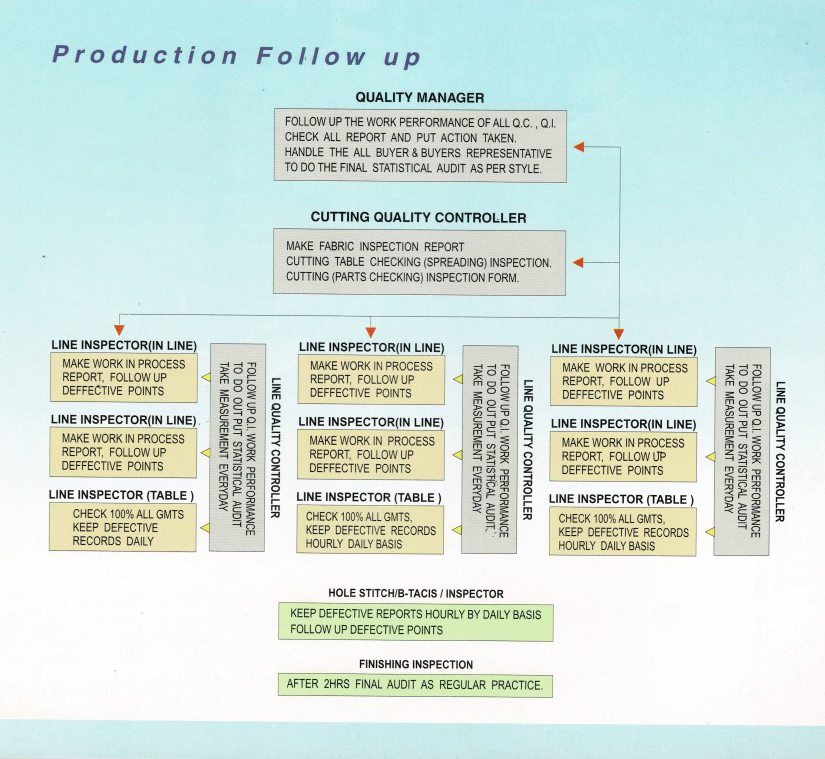 Production Follow up
QUALITY MANAGER
FOLLOW UP THE WORK PERFORMANCE OF ALL Q.C. , Q.I.
CHECK ALL REPORT AND PUT ACTION TAKEN.
HANDLE THE ALL BUYER & BUYERS REPRESENTATIVE
TO DO THE FINAL STATISTICAL AUDIT AS PER STYLE.
CUTTING QUALITY CONTROLLER
MAKE FABRIC INSPECTION REPORT
CUTTING TABLE CHECKING (SPREADING) INSPECTION.
CUTTING (PARTS CHECKING) INSPECTION FORM.
LINE INSPECTOR(IN LINE)
MAKE WORK IN PROCESS
REPORT, FOLLOW UP
DEFFECTIVE POINTS
LINE INSPECTOR(IN LINE)
MAKE WORK IN PROCESS
REPORT, FOLLOW UP
DEFFECTIVE POINTS
LINE INSPECTOR (TABLE )
CHECK 100% ALL GMTS
KEEP DEFECTIVE
RECORDS DAILY
LINE QUALITY CONTROLLER
FOLLOW UP Q.I. WORK PERFORMANCE
TO DO OUT PUT STATISTICAL AUDIT
TAKE MEASUREMENT EVERYDAY
LINE INSPECTOR(IN LINE)
MAKE WORK IN PROCESS
REPORT, FOLLOW UP
DEFFECTIVE POINTS
LINE INSPECTOR(IN LINE)
MAKE WORK IN PROCESS
REPORT, FOLLOW UP
DEFFECTIVE POINTS
LINE INSPECTOR (TABLE )
CHECK 100% ALL GMTS,
KEEP DEFECTIVE RECORDS
HOURLY DAILY BASIS
LINE QUALITY CONTROLLER
FOLLOW UP Q.I. WORK PERFORMANCE
TO DO OUT PUT STATISTICAL AUDIT
TAKE MEASUREMENT EVERYDAY
LINE INSPECTOR(IN LINE)
MAKE WORK IN PROCESS
REPORT, FOLLOW UP
DEFFECTIVE POINTS
LINE INSPECTOR(IN LINE)
MAKE WORK IN PROCESS
REPORT, FOLLOW UP
DEFFECTIVE POINTS
LINE INSPECTOR (TABLE )
CHECK 100% ALL GMTS,
KEEP DEFECTIVE RECORDS
HOURLY DAILY BASIS
LINE QUALITY CONTROLLER
FOLLOW UP Q.I. WORK PERFORMANCE
TO DO OUT PUT STATISTICAL AUDIT
TAKE MEASUREMENT EVERYDAY
HOLE STITCH/B-TACIS / INSPECTOR
KEEP DEFECTIVE REPORTS HOURLY BY DAILY BASIS
FOLLOW UP DEFECTIVE POINTS
FINISHING INSPECTION
AFTER 2HRS FINAL AUDIT AS REGULAR PRACTICE.